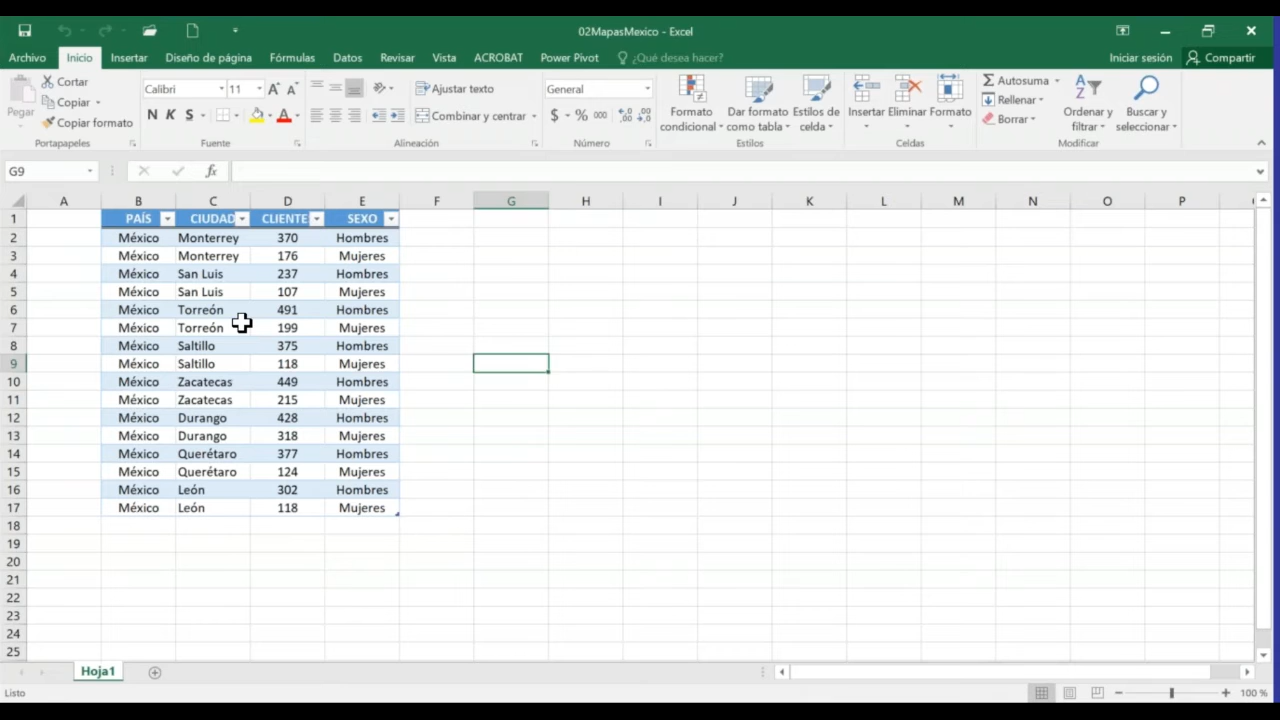 02MapasMexico - Excel
Archivo Inicio Insertar Diseño de página Fórmulas Datos Revisar Vista ACROBAT Power Pivot ¿Qué desea hacer? Iniciar sesión Compartir
Pegar Cortar Copiar Copiar formato Portapapeles
Calibri 11 A A N K S A Fuente
Ajustar texto Combinar y centrar Alineación
General $ % 000 Número
Formato condicional Dar formato como tabla Estilos de celda Estilos
Insertar Eliminar Formato Celdas
Autosuma Rellenar Borrar Ordenar y filtrar Buscar y seleccionar Modificar
G9 fx
A B C D E F G H I J K L M N O P
1 PAÍS CIUDAD CLIENTE SEXO
2 México Monterrey 370 Hombres
3 México Monterrey 176 Mujeres
4 México San Luis 237 Hombres
5 México San Luis 107 Mujeres
6 México Torreón 491 Hombres
7 México Torreón 199 Mujeres
8 México Saltillo 375 Hombres
9 México Saltillo 118 Mujeres
10 México Zacatecas 449 Hombres
11 México Zacatecas 215 Mujeres
12 México Durango 428 Hombres
13 México Durango 318 Mujeres
14 México Querétaro 377 Hombres
15 México Querétaro 124 Mujeres
16 México León 302 Hombres
17 México León 118 Mujeres
18
19
20
21
22
23
24
25
Hoja1
Listo 100 %